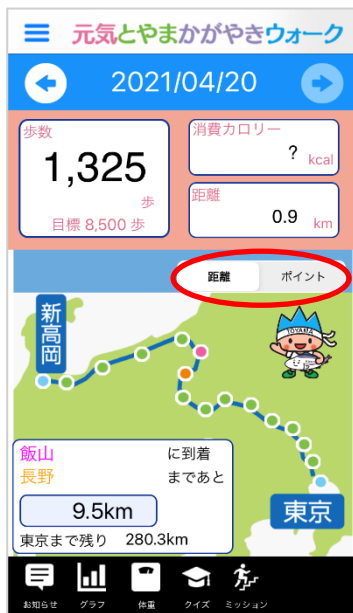 元気とやまかがやきウォーク
2021/04/20
歩数
1,325
歩
目標 8,500 歩
消費カロリー
? kcal
距離
0.9 km
距離 ポイント
新高岡
TOYAMA
飯山 に到着
長野 まであと
9.5km
東京まで残り 280.3km
東京
お知らせ グラフ 体重 クイズ ミッション